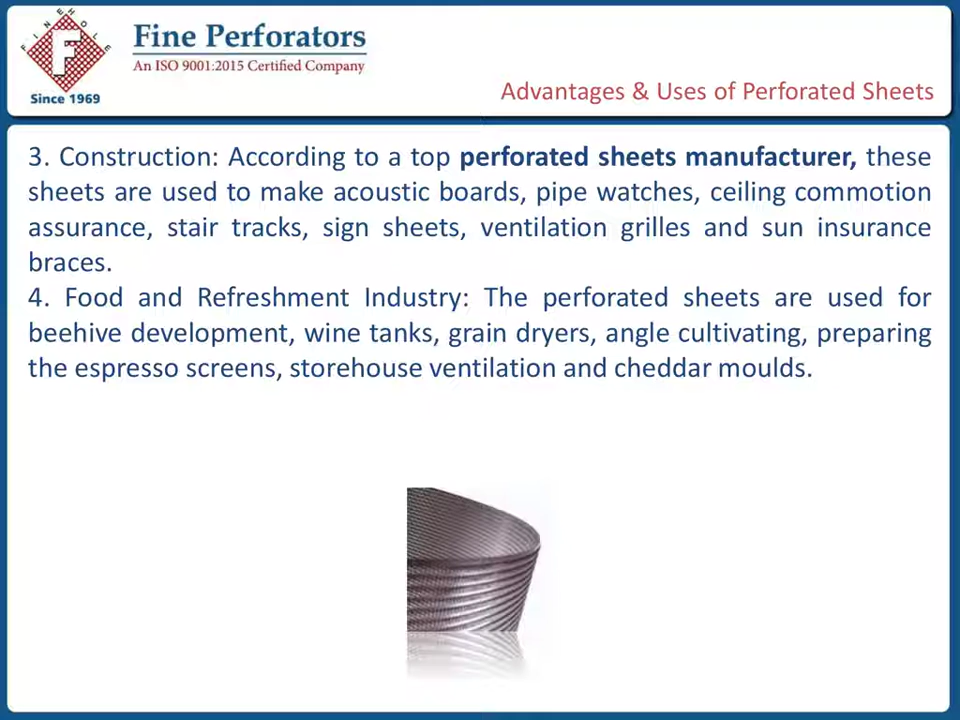 FINEHOLE
F
Since 1969
Fine Perforators
An ISO 9001:2015 Certified Company
Advantages & Uses of Perforated Sheets
3. Construction: According to a top perforated sheets manufacturer, these
sheets are used to make acoustic boards, pipe watches, ceiling commotion
assurance, stair tracks, sign sheets, ventilation grilles and sun insurance
braces.
4. Food and Refreshment Industry: The perforated sheets are used for
beehive development, wine tanks, grain dryers, angle cultivating, preparing
the espresso screens, storehouse ventilation and cheddar moulds.